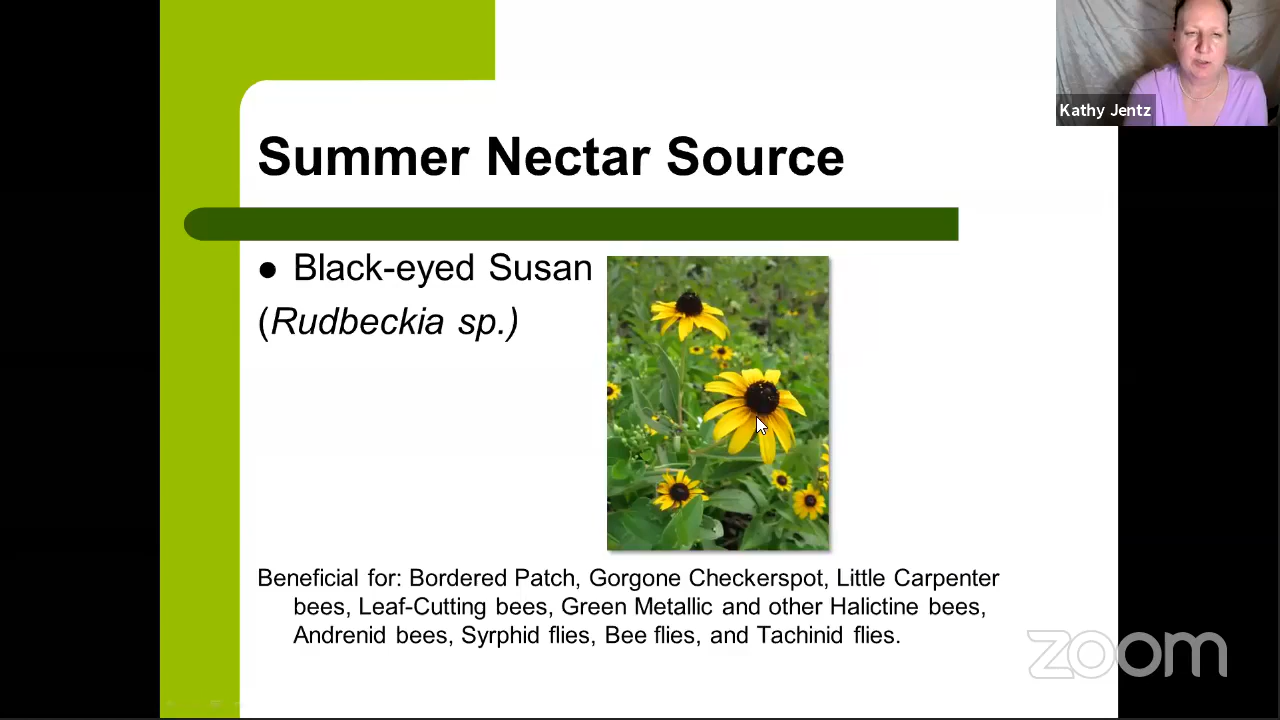 Kathy Jentz
Summer Nectar Source
● Black-eyed Susan
(Rudbeckia sp.)
Beneficial for: Bordered Patch, Gorgone Checkerspot, Little Carpenter
bees, Leaf-Cutting bees, Green Metallic and other Halictine bees,
Andrenid bees, Syrphid flies, Bee flies, and Tachinid flies.
zoom